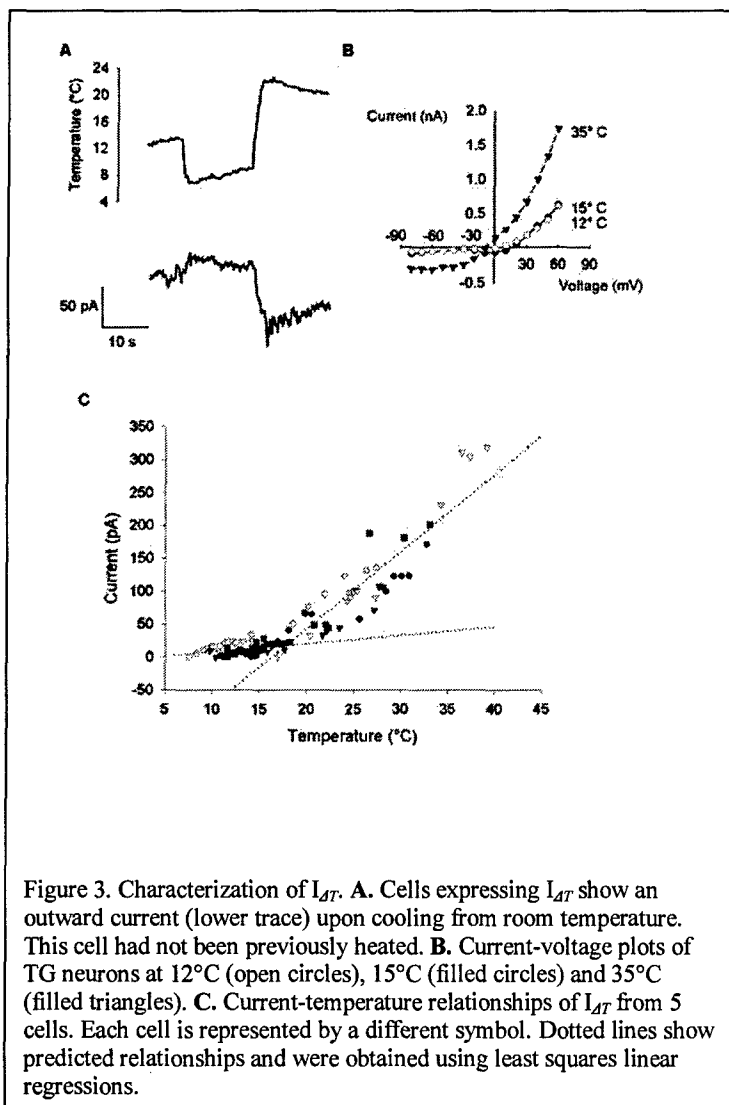 A
Temperature (°C)
24
20
16
12
8
4
50 pA
10 s
B
Current (nA)
2.0
1.5
1.0
0.5
-0.5
-90
-60
-30
30
60
90
Voltage (mV)
35° C
15° C
12° C
C
Current (pA)
350
300
250
200
150
100
50
0
-50
5
10
15
20
25
30
35
40
45
Temperature (°C)
Figure 3. Characterization of I_ΔT. A. Cells expressing I_ΔT show an
outward current (lower trace) upon cooling from room temperature.
This cell had not been previously heated. B. Current-voltage plots of
TG neurons at 12°C (open circles), 15°C (filled circles) and 35°C
(filled triangles). C. Current-temperature relationships of I_ΔT from 5
cells. Each cell is represented by a different symbol. Dotted lines show
predicted relationships and were obtained using least squares linear
regressions.